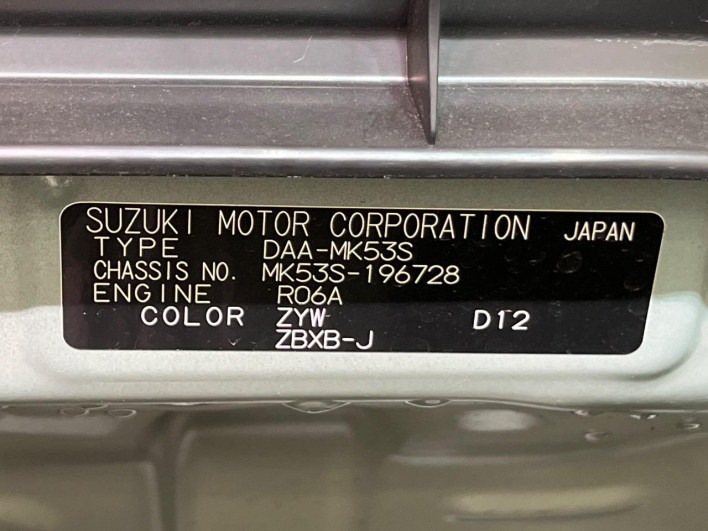 SUZUKI MOTOR CORPORATION JAPAN
TYPE DAA-MK53S
CHASSIS NO. MK53S-196728
ENGINE R06A
COLOR ZYW D12
ZBXB-J